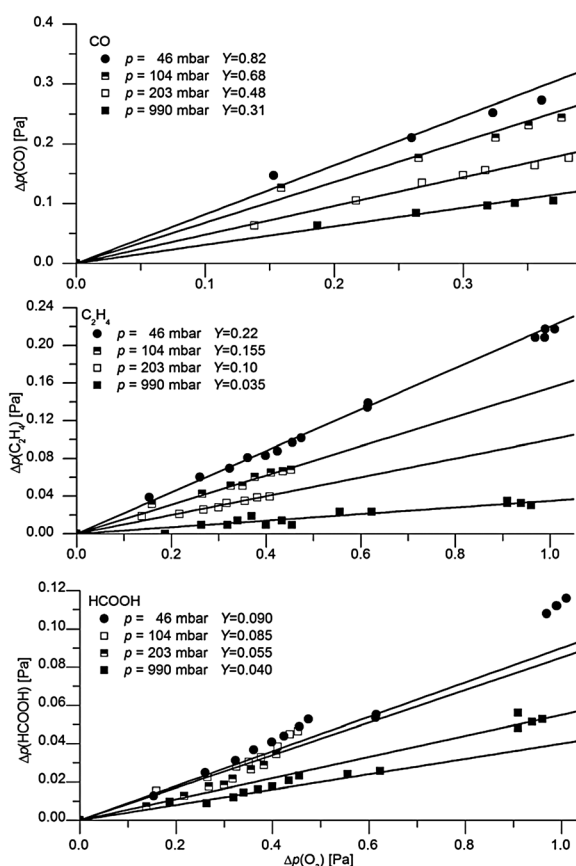 CO
p = 46 mbar Y=0.82
p = 104 mbar Y=0.68
p = 203 mbar Y=0.48
p = 990 mbar Y=0.31
Δp(CO) [Pa]
0.4
0.3
0.2
0.1
0.0
0.1 0.2 0.3
C₂H₄
p = 46 mbar Y=0.22
p = 104 mbar Y=0.155
p = 203 mbar Y=0.10
p = 990 mbar Y=0.035
Δp(C₂H₄) [Pa]
0.24
0.20
0.16
0.12
0.08
0.04
0.00
0.0 0.2 0.4 0.6 0.8 1.0
HCOOH
p = 46 mbar Y=0.090
p = 104 mbar Y=0.085
p = 203 mbar Y=0.055
p = 990 mbar Y=0.040
Δp(HCOOH) [Pa]
0.12
0.10
0.08
0.06
0.04
0.02
0.00
0.0 0.2 0.4 0.6 0.8 1.0
Δp(O₃) [Pa]